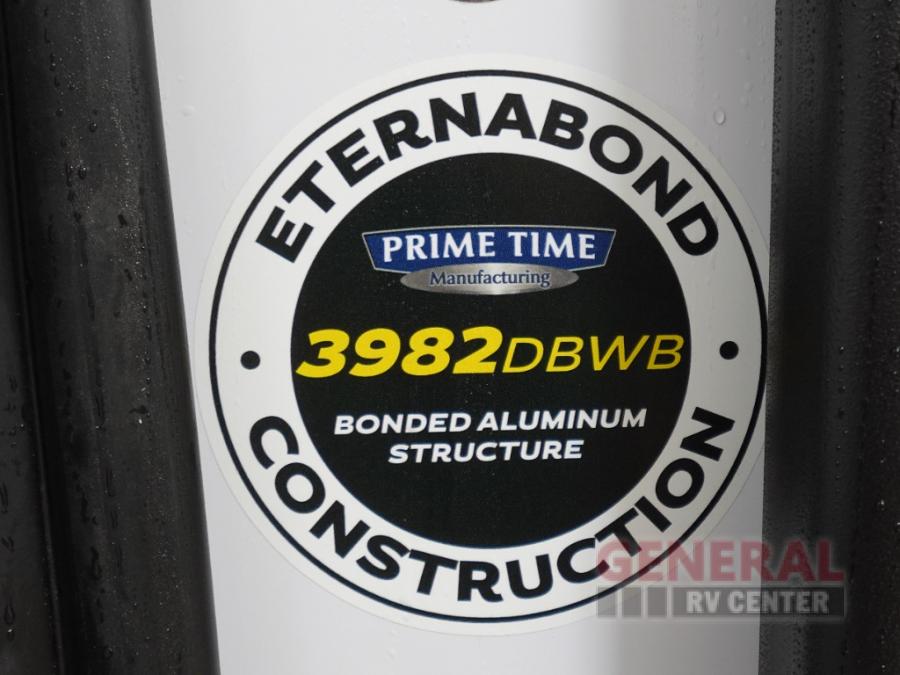 ETERNABOND
PRIME TIME
Manufacturing
3982DBWB
BONDED ALUMINUM
STRUCTURE
CONSTRUCTION
GENERAL
RV CENTER